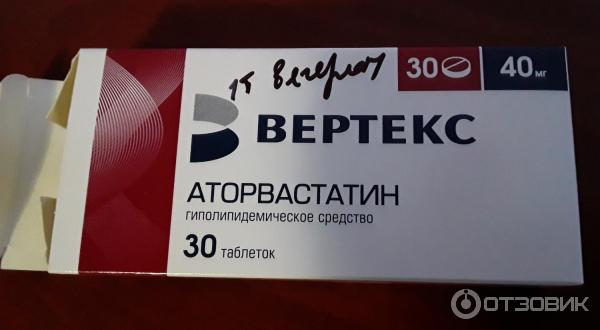 1т вечером
30
40 мг
ВЕРТЕКС
АТОРВАСТАТИН
гиполипидемическое средство
30 таблеток
ОТЗОВИК